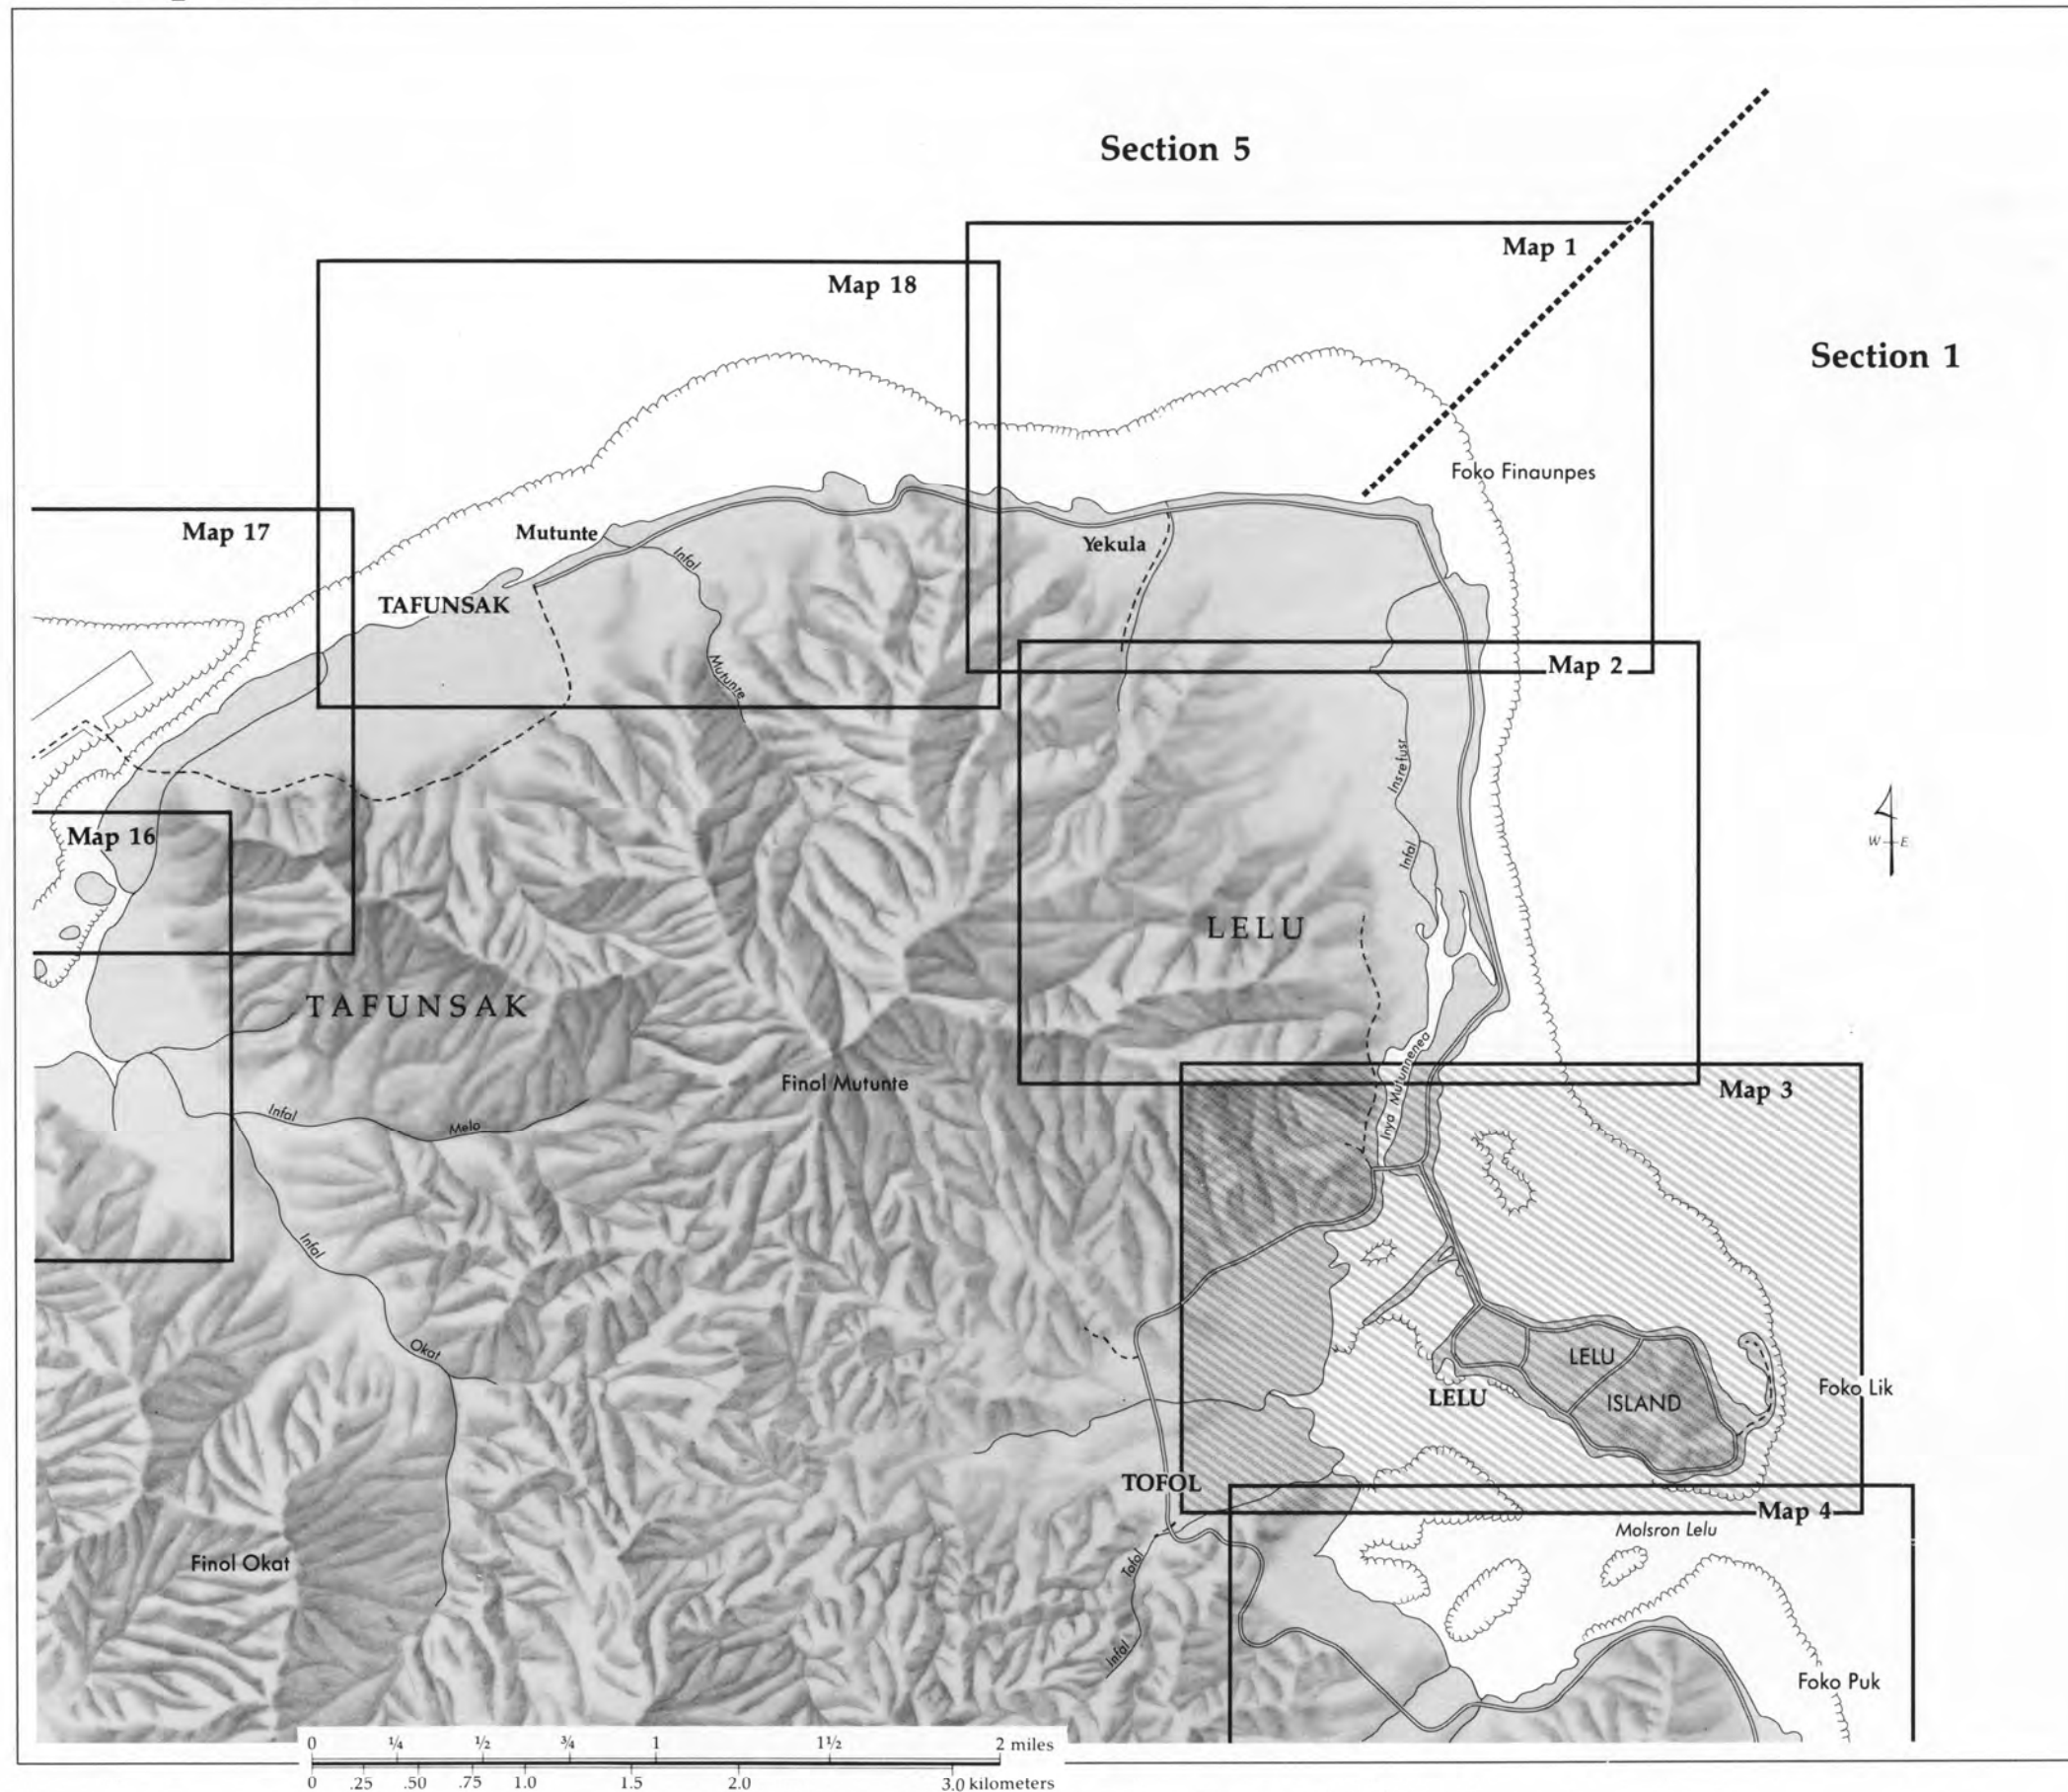 Section 5
Map 1
Map 18
Section 1
Foko Finaunpes
Map 17
Mutunte
Infal
Yekula
TAFUNSAK
Mutunte
Map 2
Insrefusr
Map 16
Infal
W E
LELU
TAFUNSAK
Inya Mutunneneo
Finol Mutunte
Map 3
Infal
Melo
Infal
Okat
LELU
ISLAND
Foko Lik
LELU
TOFOL
Map 4
Molsron Lelu
Finol Okat
Tofol
Infal
Foko Puk
0 ¼ ½ ¾ 1 1½ 2 miles
0 .25 .50 .75 1.0 1.5 2.0 3.0 kilometers